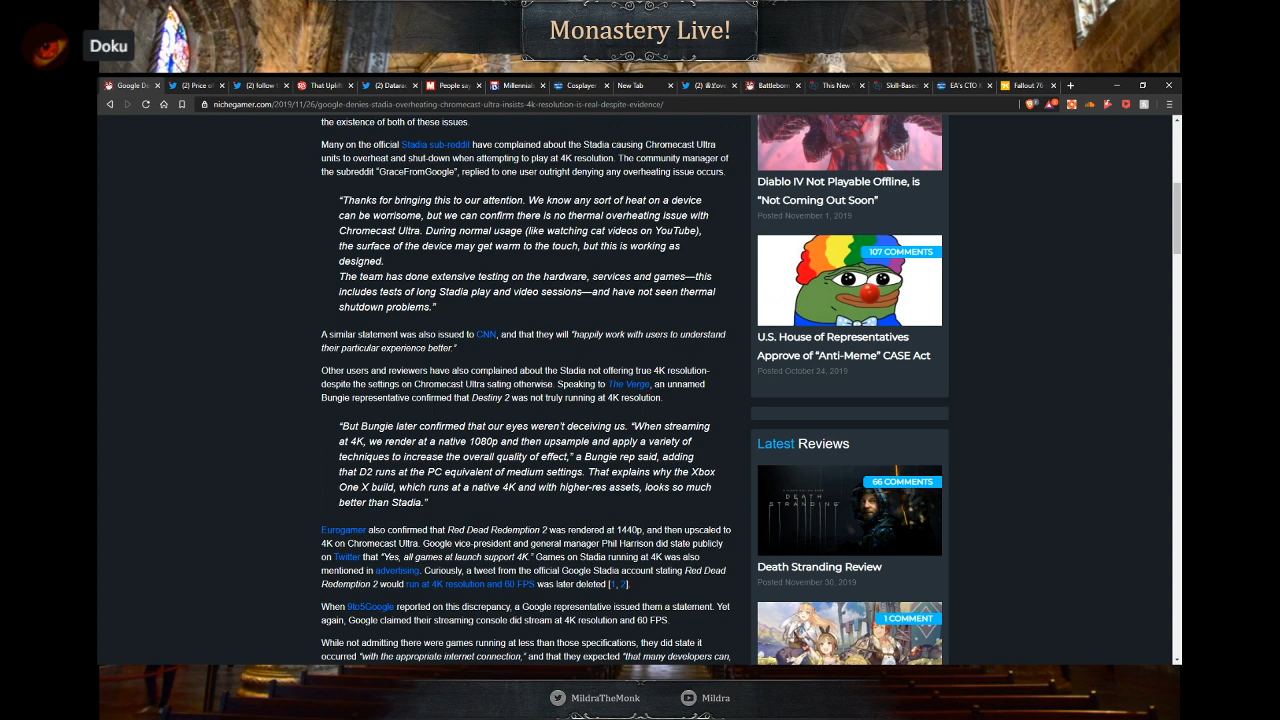 Monastery Live!
Doku
Google De
(2) Price of
(2) follow t
That Uplift
(2) Datarac
People say
Millennials
Cosplayer
New Tab
Battleborn
This New
Skill-Based
EA's CTO
Fallout 76
nichegamer.com/2019/11/26/google-denies-stadia-overheating-chromecast-ultra-insists-4k-resolution-is-real-despite-evidence/
the existence of both of these issues.
Many on the official Stadia sub-reddit have complained about the Stadia causing Chromecast Ultra
units to overheat and shut-down when attempting to play at 4K resolution. The community manager of
the subreddit "GraceFromGoogle", replied to one user outright denying any overheating issue occurs.
“Thanks for bringing this to our attention. We know any sort of heat on a device
can be worrisome, but we can confirm there is no thermal overheating issue with
Chromecast Ultra. During normal usage (like watching cat videos on YouTube),
the surface of the device may get warm to the touch, but this is working as
designed.
The team has done extensive testing on the hardware, services and games—this
includes tests of long Stadia play and video sessions—and have not seen thermal
shutdown problems.”
A similar statement was also issued to CNN, and that they will “happily work with users to understand
their particular experience better.”
Other users and reviewers have also complained about the Stadia not offering true 4K resolution-
despite the settings on Chromecast Ultra sating otherwise. Speaking to The Verge, an unnamed
Bungie representative confirmed that Destiny 2 was not truly running at 4K resolution.
“But Bungie later confirmed that our eyes weren’t deceiving us. “When streaming
at 4K, we render at a native 1080p and then upsample and apply a variety of
techniques to increase the overall quality of effect,” a Bungie rep said, adding
that D2 runs at the PC equivalent of medium settings. That explains why the Xbox
One X build, which runs at a native 4K and with higher-res assets, looks so much
better than Stadia.”
Eurogamer also confirmed that Red Dead Redemption 2 was rendered at 1440p, and then upscaled to
4K on Chromecast Ultra. Google vice-president and general manager Phil Harrison did state publicly
on Twitter that “Yes, all games at launch support 4K.” Games on Stadia running at 4K was also
mentioned in advertising. Curiously, a tweet from the official Google Stadia account stating Red Dead
Redemption 2 would run at 4K resolution and 60 FPS was later deleted [1, 2].
When 9to5Google reported on this discrepancy, a Google representative issued them a statement. Yet
again, Google claimed their streaming console did stream at 4K resolution and 60 FPS.
While not admitting there were games running at less than those specifications, they did state it
occurred “with the appropriate internet connection,” and that they expected “that many developers can,
Diablo IV Not Playable Offline, is
“Not Coming Out Soon”
Posted November 1, 2019
107 COMMENTS
U.S. House of Representatives
Approve of “Anti-Meme” CASE Act
Posted October 24, 2019
Latest Reviews
66 COMMENTS
DEATH
STRANDING
Death Stranding Review
Posted November 30, 2019
1 COMMENT
MildraTheMonk
Mildra